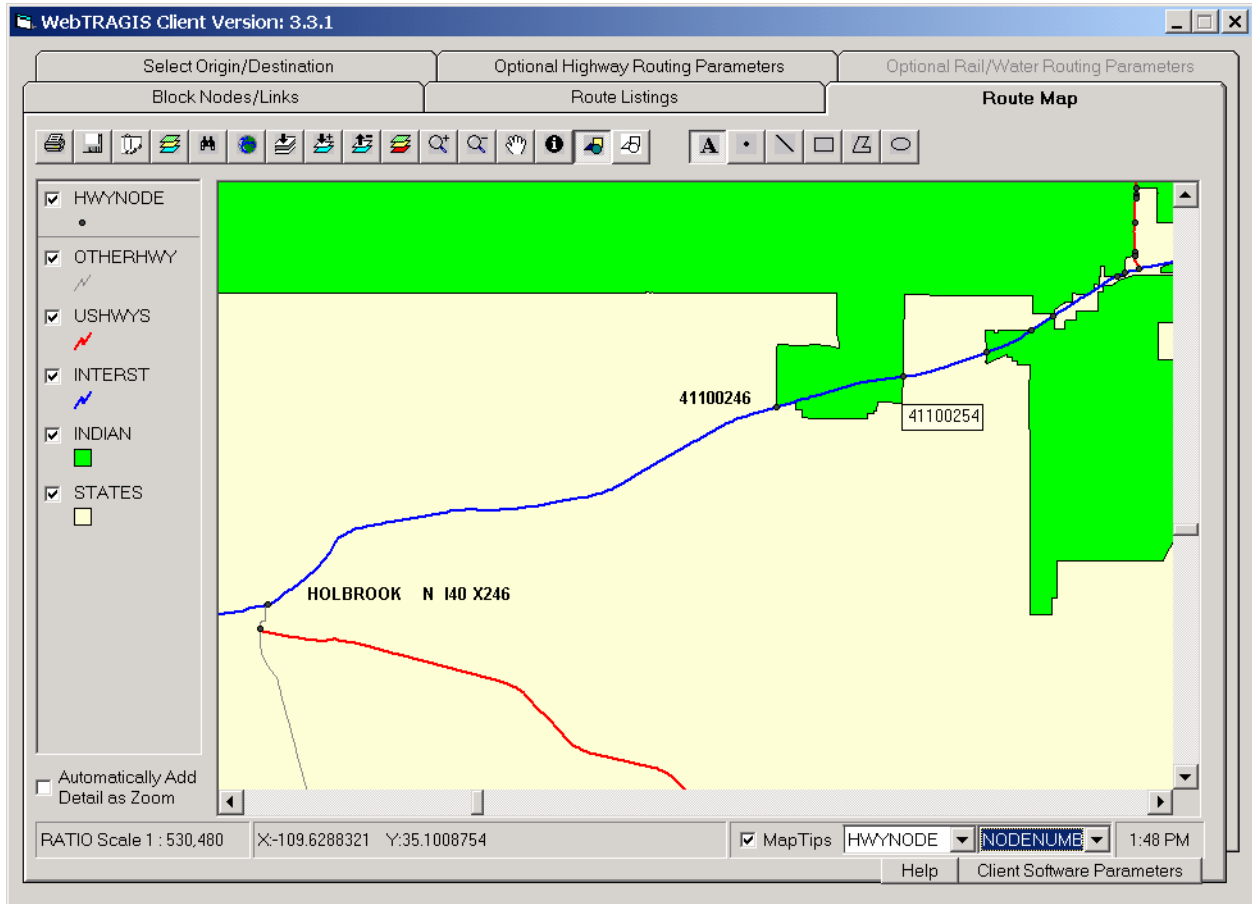 WebTRAGIS Client Version: 3.3.1
Select Origin/Destination
Optional Highway Routing Parameters
Optional Rail/Water Routing Parameters
Block Nodes/Links
Route Listings
Route Map
A
HWYNODE
OTHERHWY
USHWYS
INTERST
INDIAN
STATES
41100246
41100254
HOLBROOK N I40 X246
Automatically Add
Detail as Zoom
RATIO Scale 1 : 530,480
X:-109.6288321 Y:35.1008754
MapTips
HWYNODE
NODENUMB
1:48 PM
Help
Client Software Parameters